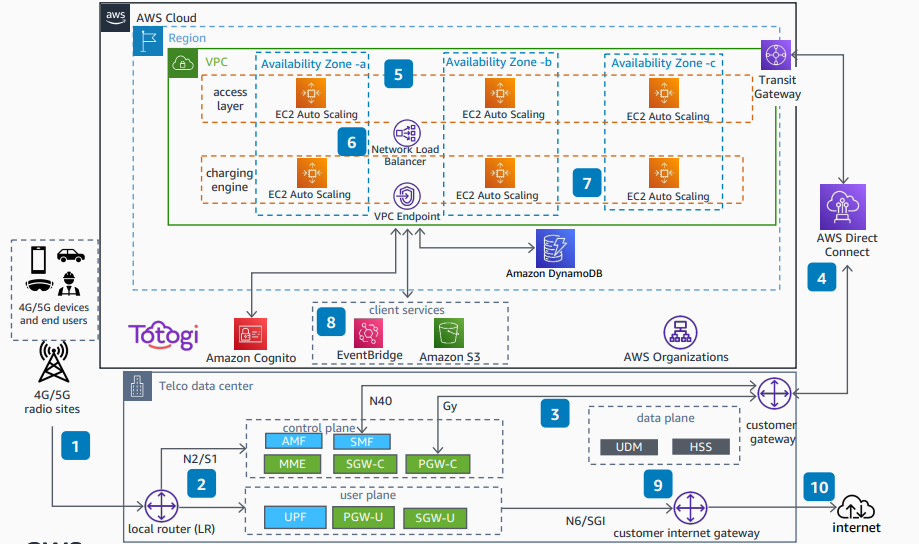 aws
AWS Cloud
Region
VPC
Availability Zone -a
5
Availability Zone -b
Availability Zone -c
Transit
Gateway
access
layer
EC2 Auto Scaling
EC2 Auto Scaling
EC2 Auto Scaling
6
Network Load
Balancer
charging
engine
EC2 Auto Scaling
EC2 Auto Scaling
7
EC2 Auto Scaling
VPC Endpoint
AWS Direct
Connect
Amazon DynamoDB
4
4G/5G devices
and end users
Totogi
Amazon Cognito
8
client services
EventBridge
Amazon S3
AWS Organizations
4G/5G
radio sites
Telco data center
N40
Gy
3
customer
gateway
1
N2/S1
2
control plane
AMF
SMF
MME
SGW-C
PGW-C
data plane
UDM
HSS
local router (LR)
user plane
UPF
PGW-U
SGW-U
N6/SGI
9
customer internet gateway
10
internet